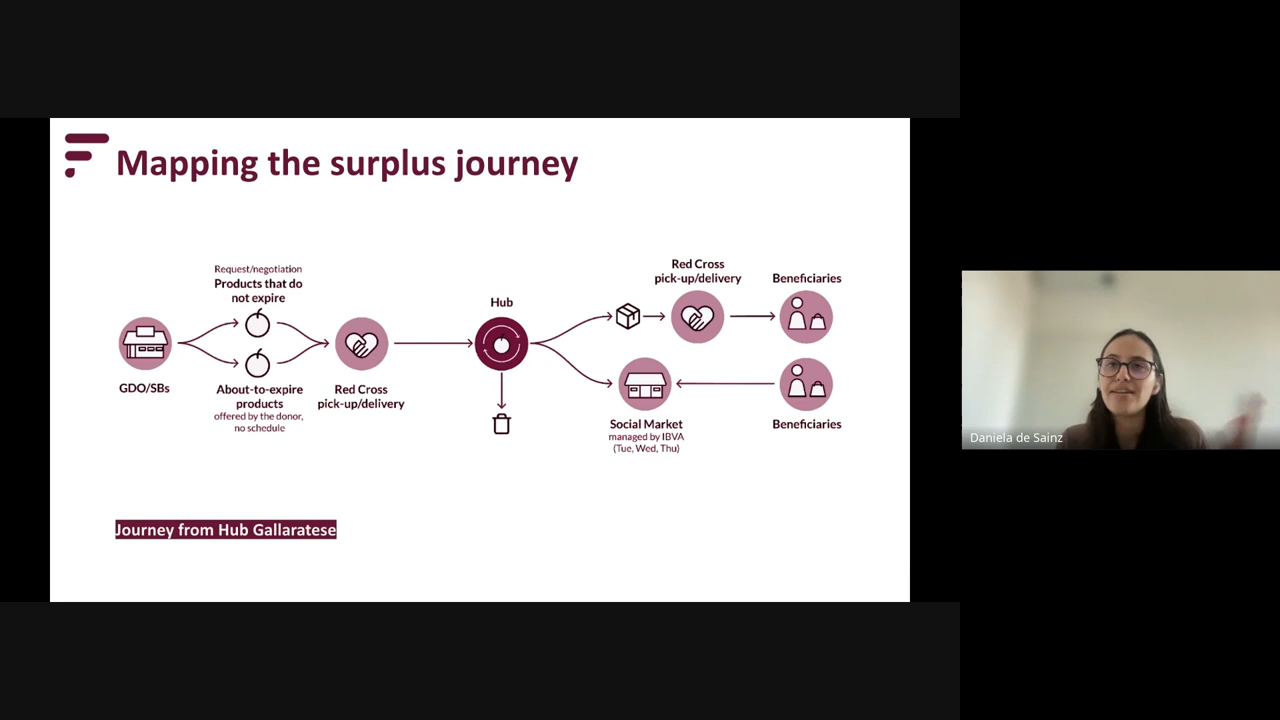 Mapping the surplus journey
Request/negotiation
Products that do
not expire
GDO/SBs
About-to-expire
products
offered by the donor,
no schedule
Red Cross
pick-up/delivery
Hub
Red Cross
pick-up/delivery
Beneficiaries
Social Market
managed by IBVA
(Tue, Wed, Thu)
Beneficiaries
Journey from Hub Gallaratese
Daniela de Sainz